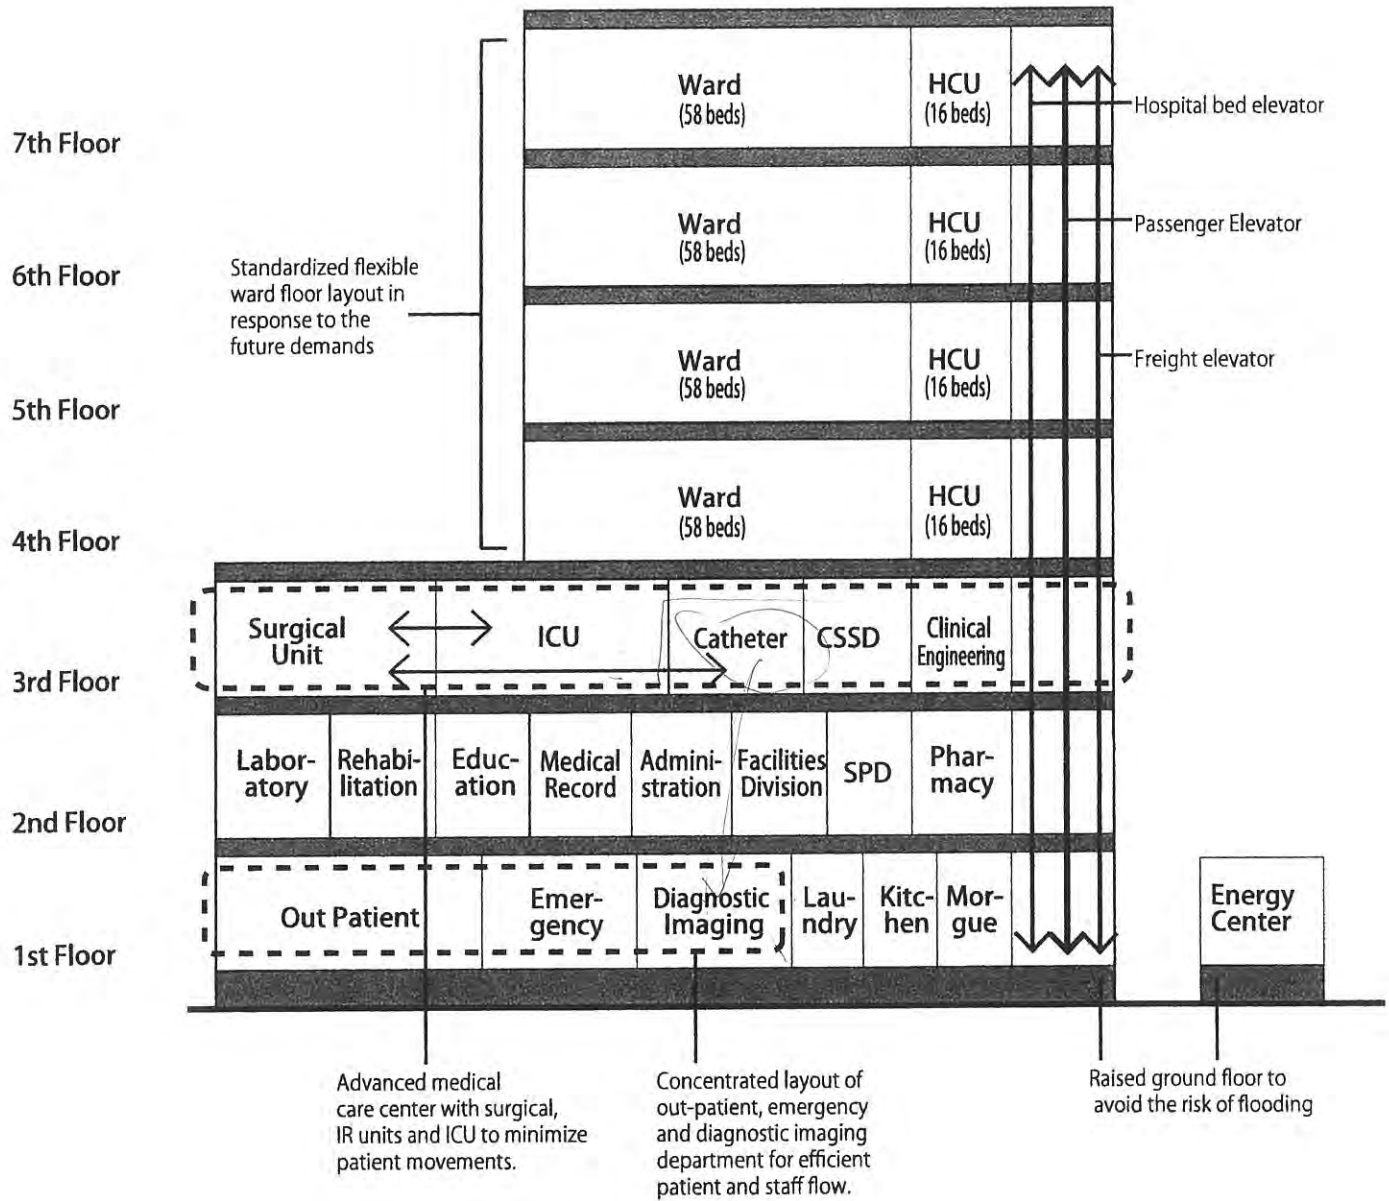 Ward
(58 beds)
HCU
(16 beds)
Hospital bed elevator
7th Floor
Ward
(58 beds)
HCU
(16 beds)
Passenger Elevator
6th Floor
Standardized flexible
ward floor layout in
response to the
future demands
Ward
(58 beds)
HCU
(16 beds)
Freight elevator
5th Floor
Ward
(58 beds)
HCU
(16 beds)
4th Floor
Surgical
Unit
ICU
Catheter
CSSD
Clinical
Engineering
3rd Floor
Labor-
atory
Rehabi-
litation
Educ-
ation
Medical
Record
Admini-
stration
Facilities
Division
SPD
Phar-
macy
2nd Floor
Out Patient
Emer-
gency
Diagnostic
Imaging
Lau-
ndry
Kitc-
hen
Mor-
gue
Energy
Center
1st Floor
Advanced medical
care center with surgical,
IR units and ICU to minimize
patient movements.
Concentrated layout of
out-patient, emergency
and diagnostic imaging
department for efficient
patient and staff flow.
Raised ground floor to
avoid the risk of flooding